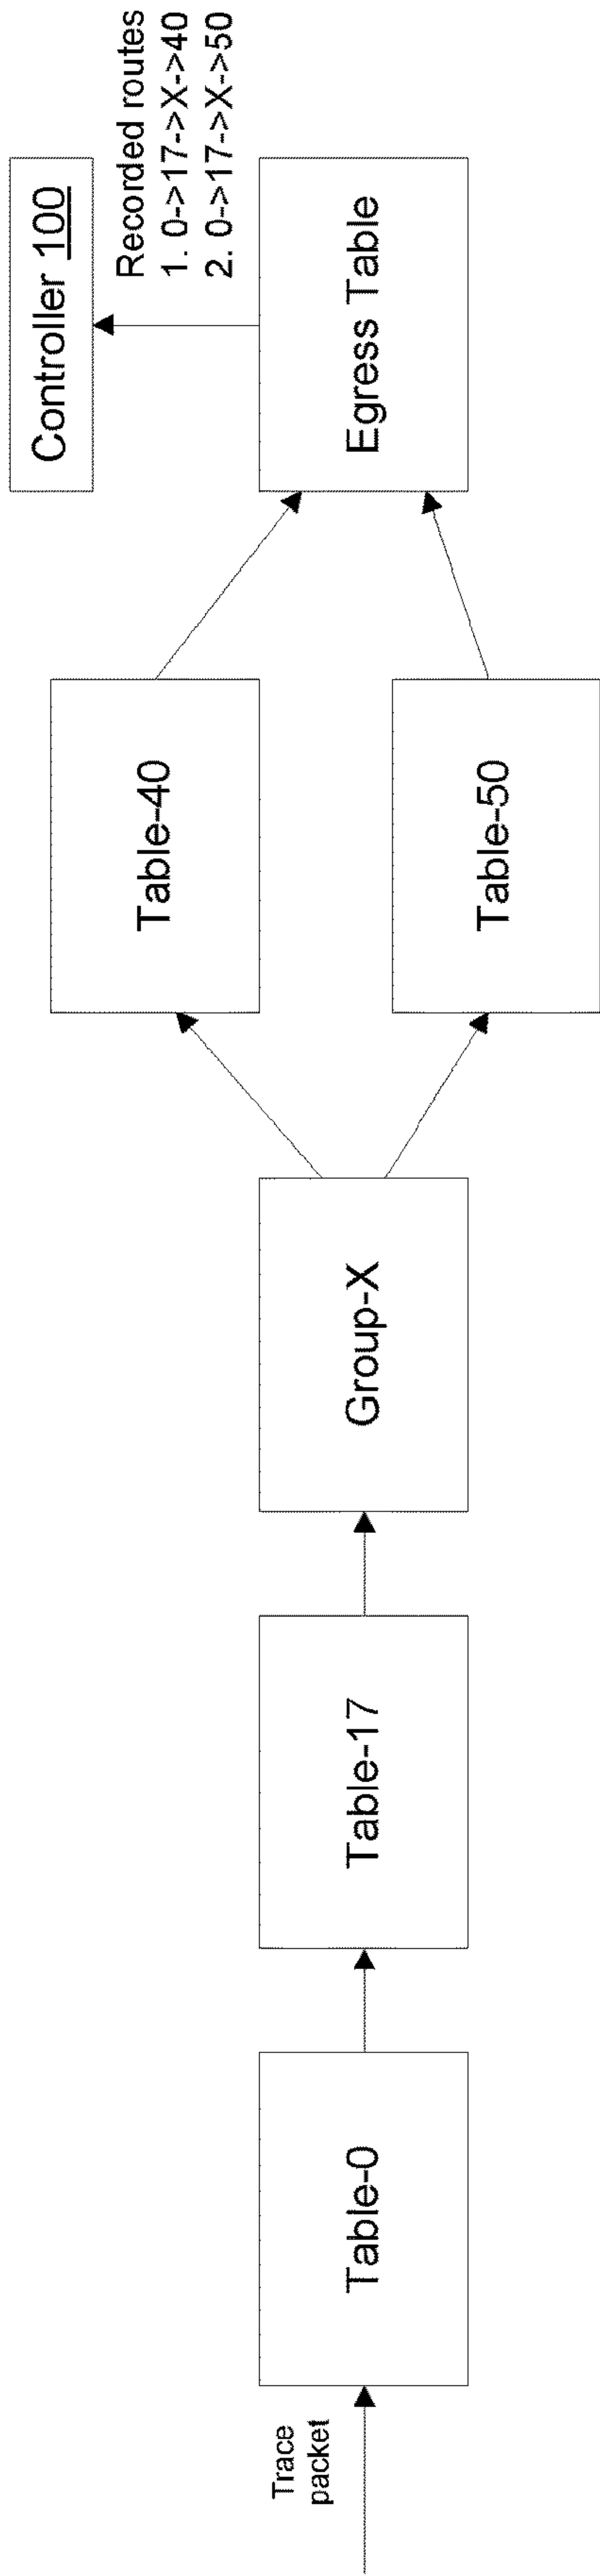 Trace
packet
Table-0
Table-17
Group-X
Table-40
Table-50
Egress Table
Controller 100
Recorded routes
1. 0->17->X->40
2. 0->17->X->50